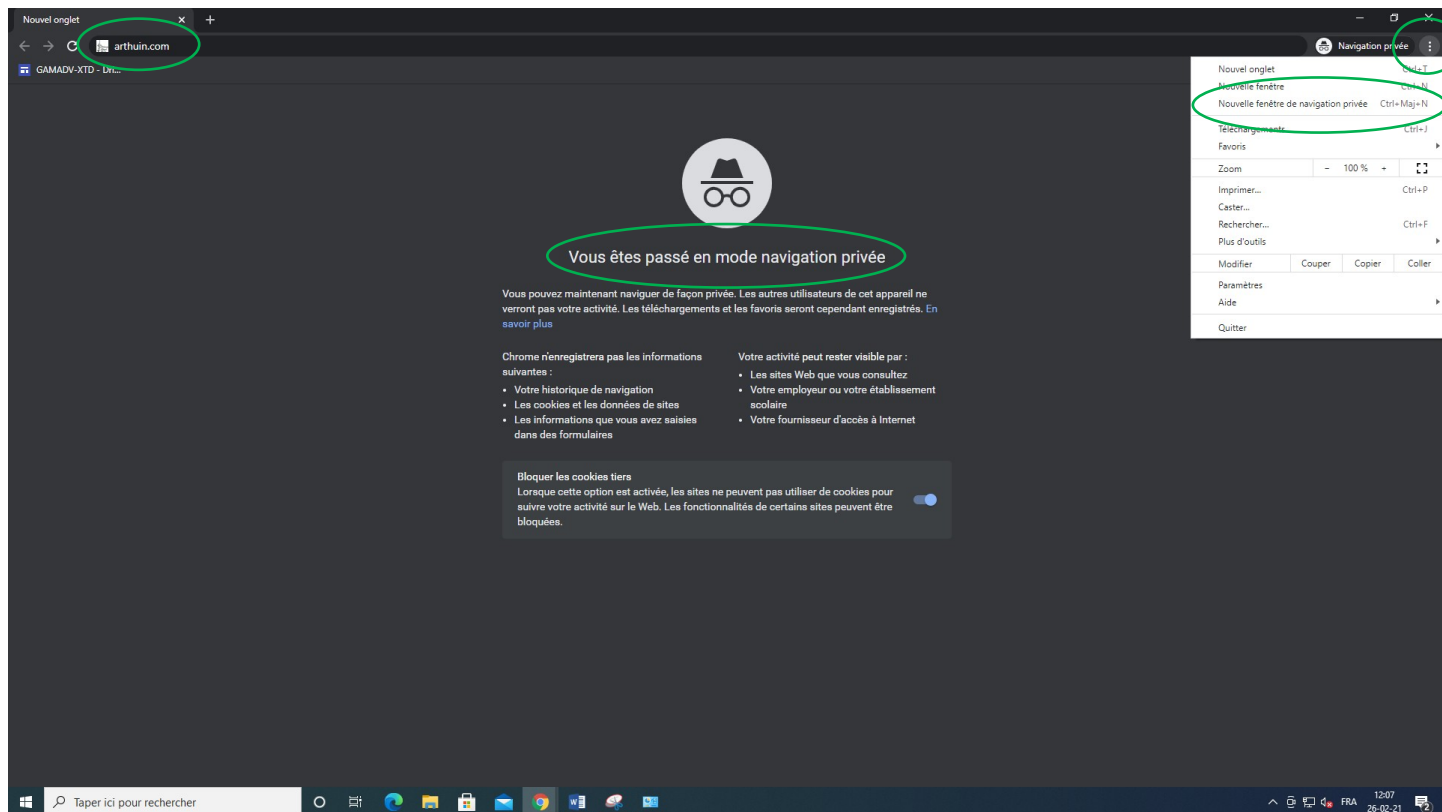 Nouvel onglet
arthuin.com
Navigation privée
GAMADV-XTD - Dri...
Nouvel onglet Ctrl+T
Nouvelle fenêtre Ctrl+N
Nouvelle fenêtre de navigation privée Ctrl+Maj+N
Téléchargements Ctrl+J
Favoris
Zoom - 100 % +
Imprimer... Ctrl+P
Caster...
Rechercher... Ctrl+F
Plus d'outils
Modifier Couper Copier Coller
Paramètres
Aide
Quitter
Vous êtes passé en mode navigation privée
Vous pouvez maintenant naviguer de façon privée. Les autres utilisateurs de cet appareil ne
verront pas votre activité. Les téléchargements et les favoris seront cependant enregistrés. En
savoir plus
Chrome n'enregistrera pas les informations
suivantes :
• Votre historique de navigation
• Les cookies et les données de sites
• Les informations que vous avez saisies
dans des formulaires
Votre activité peut rester visible par :
• Les sites Web que vous consultez
• Votre employeur ou votre établissement
scolaire
• Votre fournisseur d'accès à Internet
Bloquer les cookies tiers
Lorsque cette option est activée, les sites ne peuvent pas utiliser de cookies pour
suivre votre activité sur le Web. Les fonctionnalités de certains sites peuvent être
bloquées.
Taper ici pour rechercher
FRA
12:07
26-02-21
2